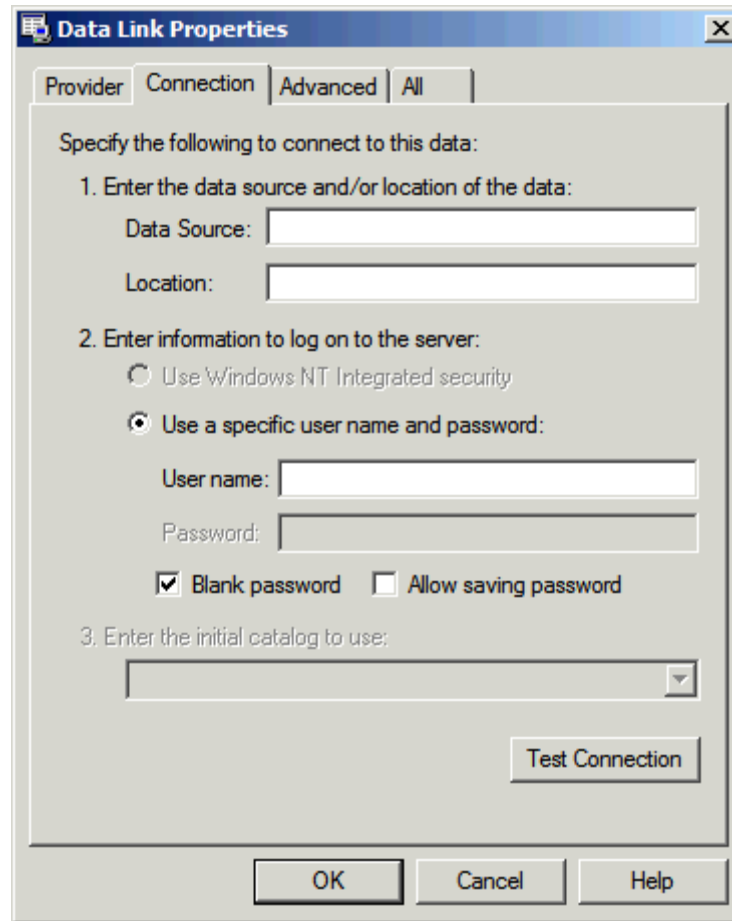 Data Link Properties
Provider Connection Advanced All
Specify the following to connect to this data:
1. Enter the data source and/or location of the data:
Data Source:
Location:
2. Enter information to log on to the server:
Use Windows NT Integrated security
Use a specific user name and password:
User name:
Password:
Blank password Allow saving password
3. Enter the initial catalog to use:
Test Connection
OK Cancel Help